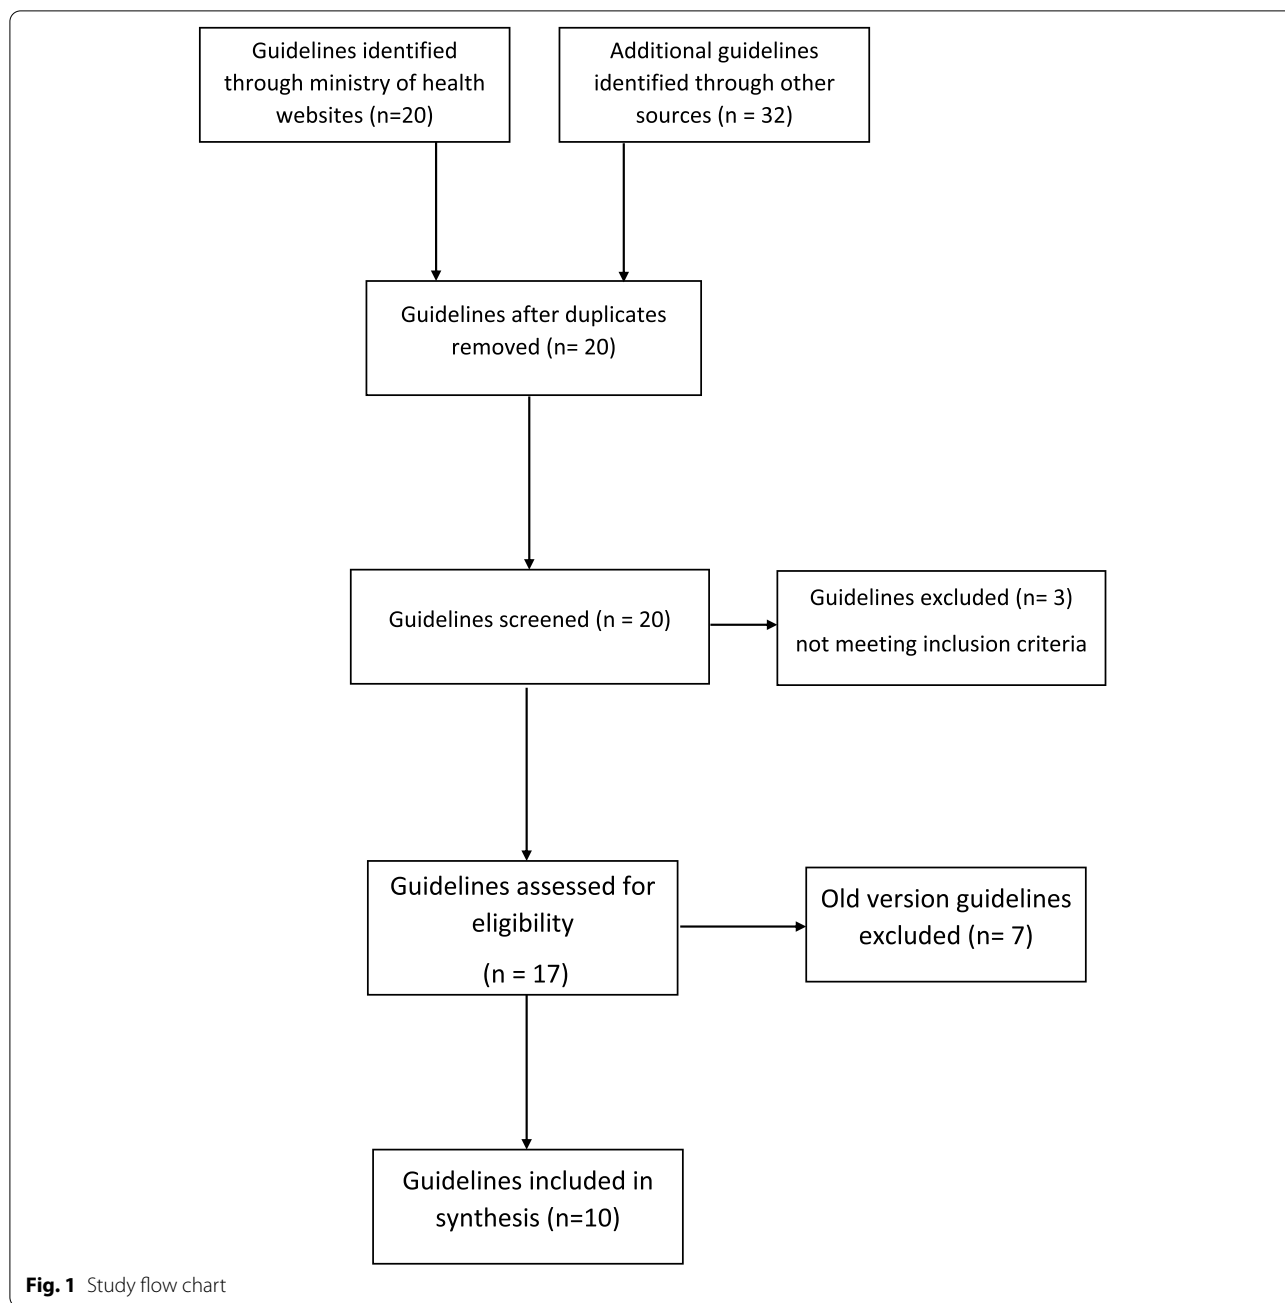 Guidelines identified
through ministry of health
websites (n=20)
Additional guidelines
identified through other
sources (n = 32)
Guidelines after duplicates
removed (n= 20)
Guidelines screened (n = 20)
Guidelines excluded (n= 3)
not meeting inclusion criteria
Guidelines assessed for
eligibility
(n = 17)
Old version guidelines
excluded (n= 7)
Guidelines included in
synthesis (n=10)
Fig. 1 Study flow chart